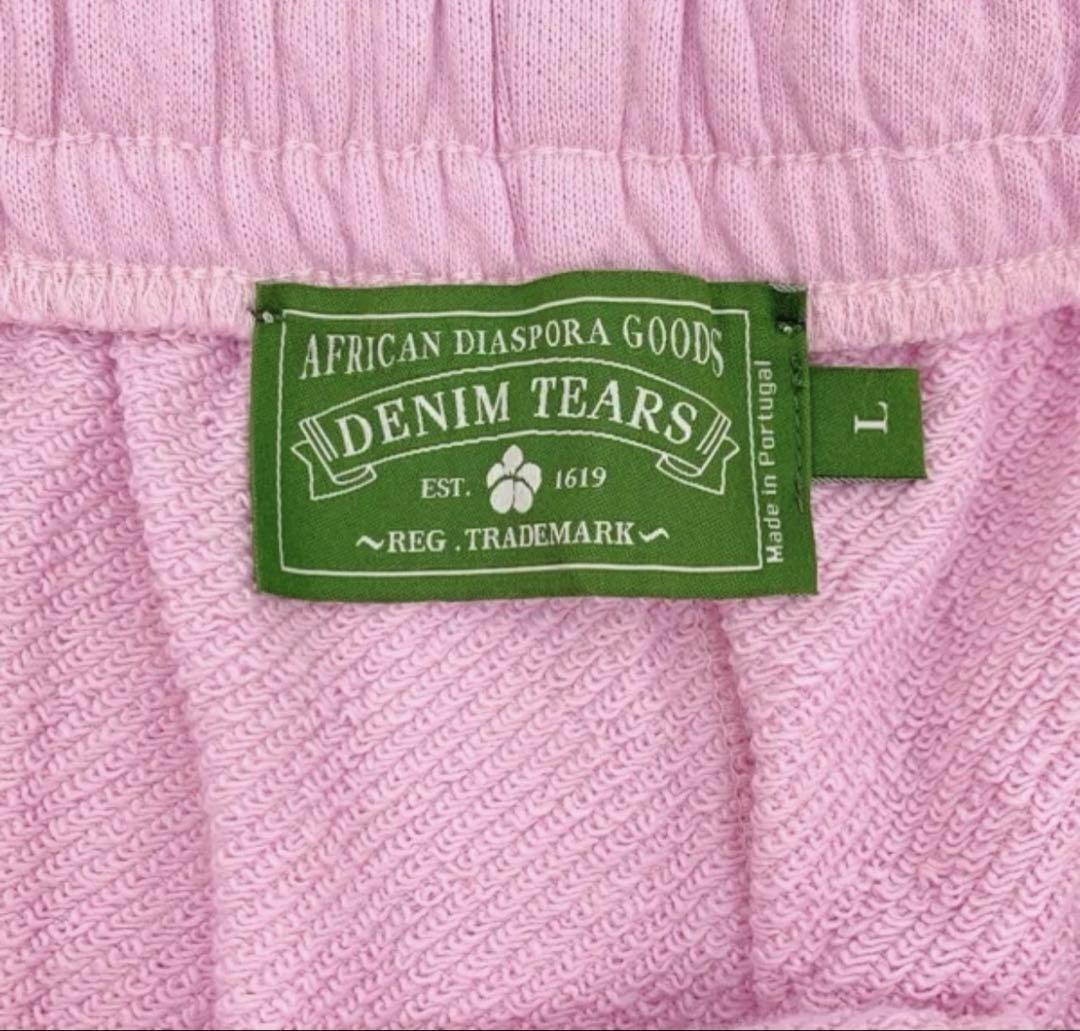 AFRICAN DIASPORA GOODS
DENIM TEARS
EST. 1619
~REG . TRADEMARK~
Made in Portugal
L